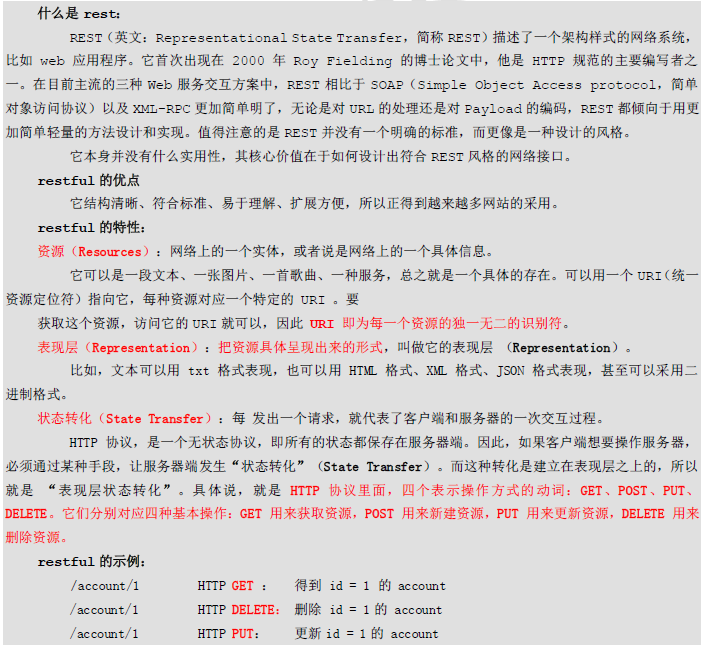 什么是 rest:
REST（英文：Representational State Transfer，简称 REST）描述了一个架构样式的网络系统，
比如 web 应用程序。它首次出现在 2000 年 Roy Fielding 的博士论文中，他是 HTTP 规范的主要编写者之
一。在目前主流的三种 Web 服务交互方案中，REST 相比于 SOAP（Simple Object Access protocol，简单
对象访问协议）以及 XML-RPC 更加简单明了，无论是对 URL 的处理还是对 Payload 的编码，REST 都倾向于用更
加简单轻量的方法设计和实现。值得注意的是 REST 并没有一个明确的标准，而更像是一种设计的风格。
它本身并没有什么实用性，其核心价值在于如何设计出符合 REST 风格的网络接口。
restful 的优点
它结构清晰、符合标准、易于理解、扩展方便，所以正得到越来越多网站的采用。
restful 的特性：
资源（Resources）：网络上的一个实体，或者说是网络上的一个具体信息。
它可以是一段文本、一张图片、一首歌曲、一种服务，总之就是一个具体的存在。可以用一个 URI（统一
资源定位符）指向它，每种资源对应一个特定的 URI 。要
获取这个资源，访问它的 URI 就可以，因此 URI 即为每一个资源的独一无二的识别符。
表现层（Representation）：把资源具体呈现出来的形式，叫做它的表现层 （Representation）。
比如，文本可以用 txt 格式表现，也可以用 HTML 格式、XML 格式、JSON 格式表现，甚至可以采用二
进制格式。
状态转化（State Transfer）：每 发出一个请求，就代表了客户端和服务器的一次交互过程。
HTTP 协议，是一个无状态协议，即所有的状态都保存在服务器端。因此，如果客户端想要操作服务器，
必须通过某种手段，让服务器端发生“状态转化”（State Transfer）。而这种转化是建立在表现层之上的，所以
就是 “表现层状态转化”。具体说，就是 HTTP 协议里面，四个表示操作方式的动词：GET、POST、PUT、
DELETE。它们分别对应四种基本操作：GET 用来获取资源，POST 用来新建资源，PUT 用来更新资源，DELETE 用来
删除资源。
restful 的示例：
/account/1 HTTP GET ： 得到 id = 1 的 account
/account/1 HTTP DELETE： 删除 id = 1 的 account
/account/1 HTTP PUT： 更新 id = 1 的 account